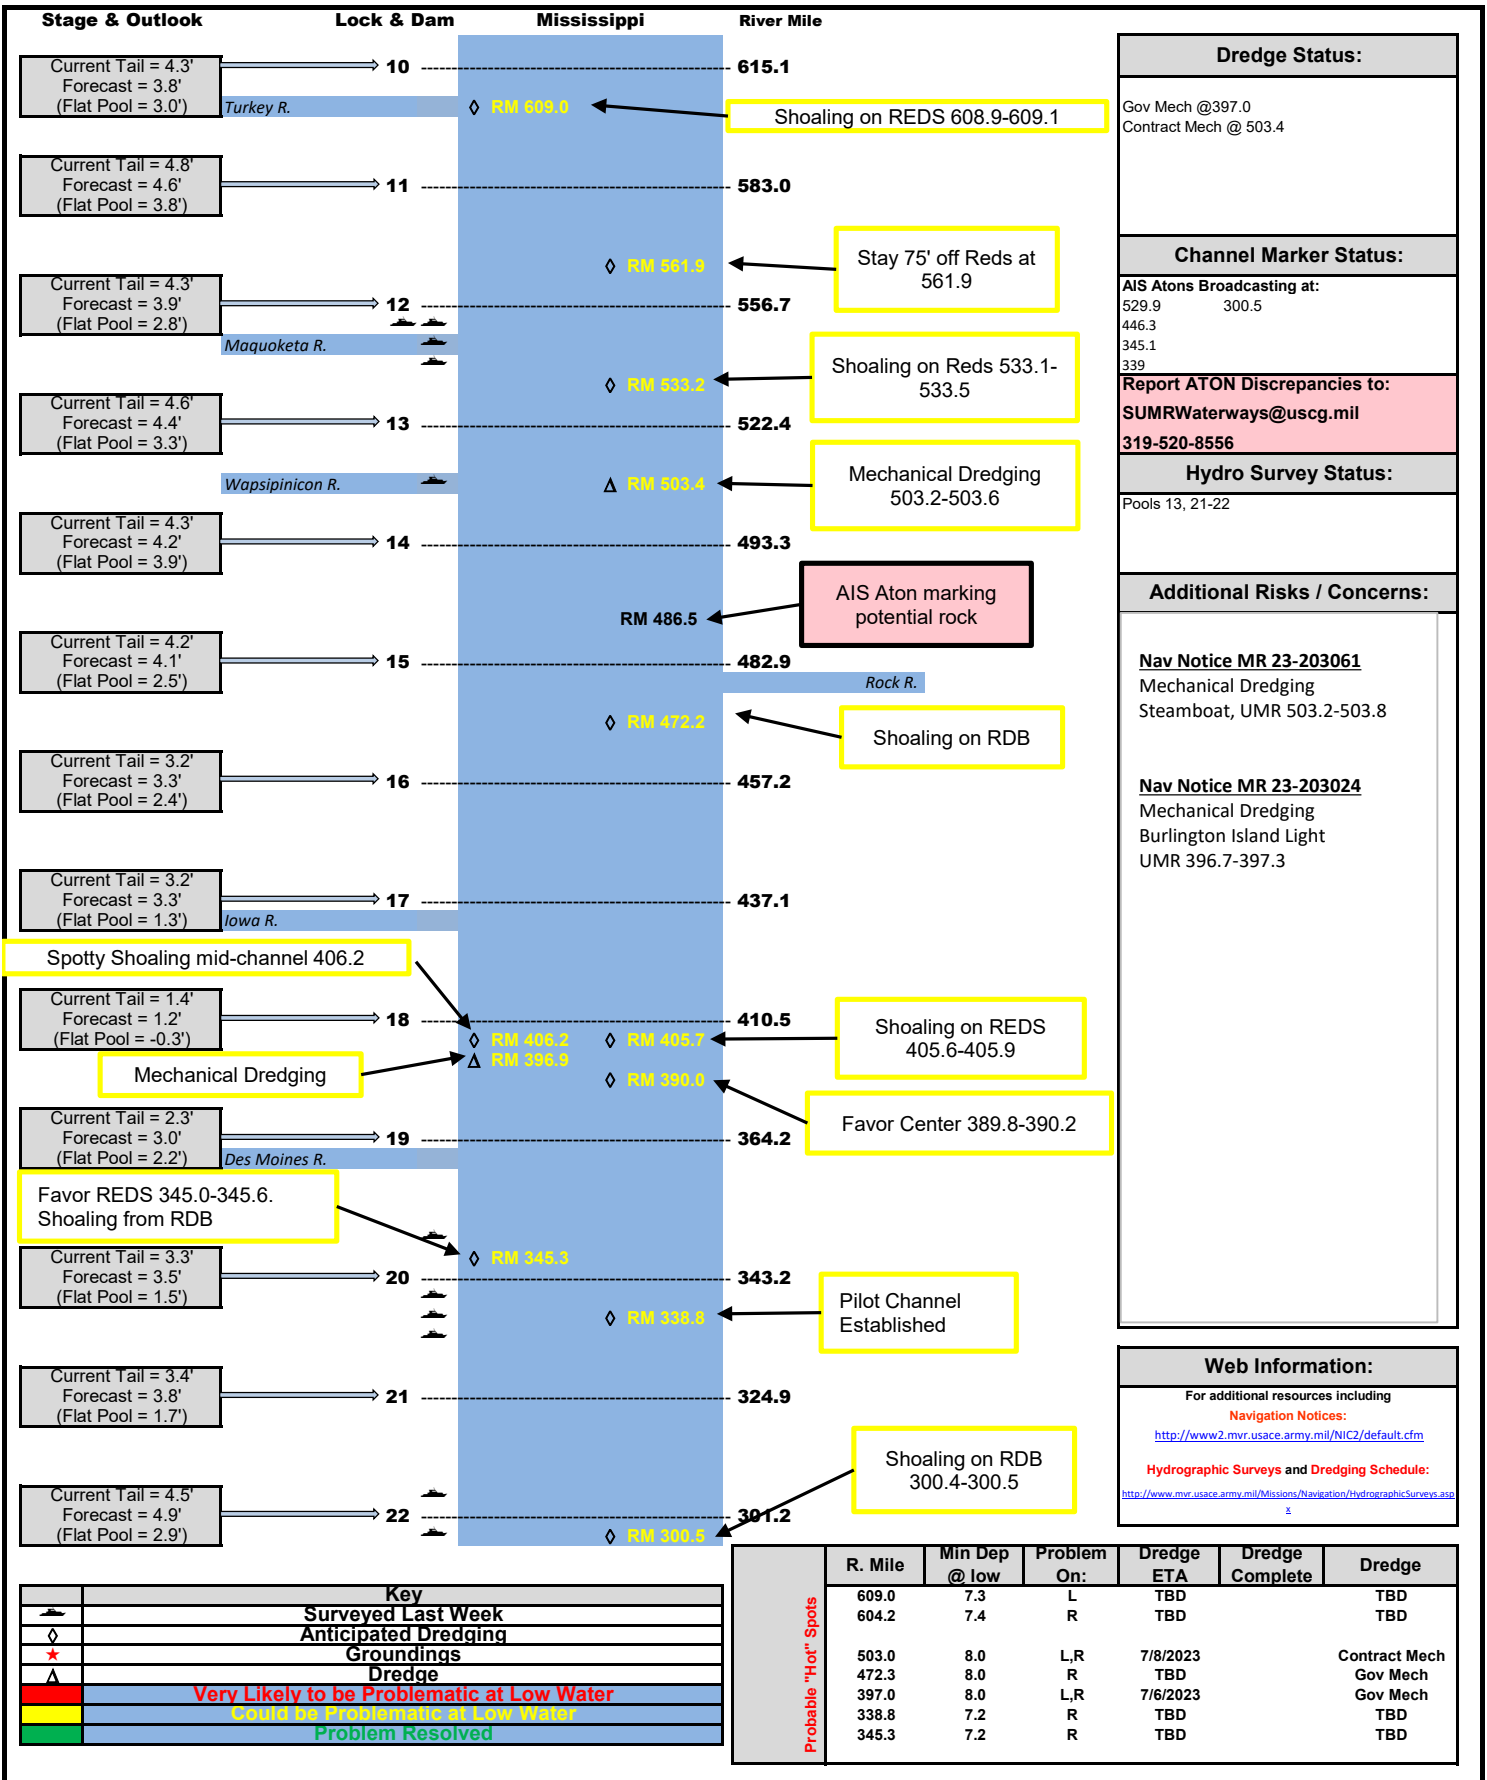 Stage & Outlook
Lock & Dam
Mississippi
River Mile
Current Tail = 4.3'
Forecast = 3.8'
(Flat Pool = 3.0')
10
615.1
Turkey R.
RM 609.0
Shoaling on REDS 608.9-609.1
Current Tail = 4.8'
Forecast = 4.6'
(Flat Pool = 3.8')
11
583.0
RM 561.9
Stay 75' off Reds at
561.9
Current Tail = 4.3'
Forecast = 3.9'
(Flat Pool = 2.8')
12
556.7
Maquoketa R.
RM 533.2
Shoaling on Reds 533.1-
533.5
Current Tail = 4.6'
Forecast = 4.4'
(Flat Pool = 3.3')
13
522.4
Wapsipinicon R.
RM 503.4
Mechanical Dredging
503.2-503.6
Current Tail = 4.3'
Forecast = 4.2'
(Flat Pool = 3.9')
14
493.3
RM 486.5
AIS Aton marking
potential rock
Current Tail = 4.2'
Forecast = 4.1'
(Flat Pool = 2.5')
15
482.9
Rock R.
RM 472.2
Shoaling on RDB
Current Tail = 3.2'
Forecast = 3.3'
(Flat Pool = 2.4')
16
457.2
Current Tail = 3.2'
Forecast = 3.3'
(Flat Pool = 1.3')
17
437.1
Iowa R.
Spotty Shoaling mid-channel 406.2
Current Tail = 1.4'
Forecast = 1.2'
(Flat Pool = -0.3')
18
410.5
RM 406.2
RM 405.7
Shoaling on REDS
405.6-405.9
RM 396.9
Mechanical Dredging
RM 390.0
Favor Center 389.8-390.2
Current Tail = 2.3'
Forecast = 3.0'
(Flat Pool = 2.2')
19
364.2
Des Moines R.
Favor REDS 345.0-345.6.
Shoaling from RDB
RM 345.3
Current Tail = 3.3'
Forecast = 3.5'
(Flat Pool = 1.5')
20
343.2
RM 338.8
Pilot Channel
Established
Current Tail = 3.4'
Forecast = 3.8'
(Flat Pool = 1.7')
21
324.9
Shoaling on RDB
300.4-300.5
Current Tail = 4.5'
Forecast = 4.9'
(Flat Pool = 2.9')
22
301.2
RM 300.5
Dredge Status:
Gov Mech @397.0
Contract Mech @ 503.4
Channel Marker Status:
AIS Atons Broadcasting at:
529.9 300.5
446.3
345.1
339
Report ATON Discrepancies to:
SUMRWaterways@uscg.mil
319-520-8556
Hydro Survey Status:
Pools 13, 21-22
Additional Risks / Concerns:
Nav Notice MR 23-203061
Mechanical Dredging
Steamboat, UMR 503.2-503.8
Nav Notice MR 23-203024
Mechanical Dredging
Burlington Island Light
UMR 396.7-397.3
Web Information:
For additional resources including
Navigation Notices:
http://www2.mvr.usace.army.mil/NIC2/default.cfm
Hydrographic Surveys and Dredging Schedule:
http://www.mvr.usace.army.mil/Missions/Navigation/HydrographicSurveys.asp
x
Key
Surveyed Last Week
Anticipated Dredging
Groundings
Dredge
Very Likely to be Problematic at Low Water
Could be Problematic at Low Water
Problem Resolved
Probable "Hot" Spots
R. Mile Min Dep @ low Problem On: Dredge ETA Dredge Complete Dredge
609.0 7.3 L TBD TBD
604.2 7.4 R TBD TBD
503.0 8.0 L,R 7/8/2023 Contract Mech
472.3 8.0 R TBD Gov Mech
397.0 8.0 L,R 7/6/2023 Gov Mech
338.8 7.2 R TBD TBD
345.3 7.2 R TBD TBD